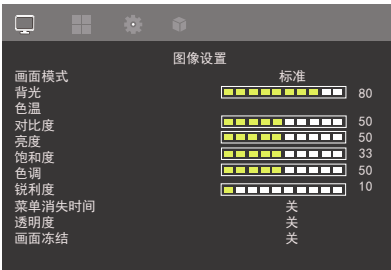 图像设置
画面模式 标准
背光 80
色温
对比度 50
亮度 50
饱和度 33
色调 50
锐利度 10
菜单消失时间 关
透明度 关
画面冻结 关